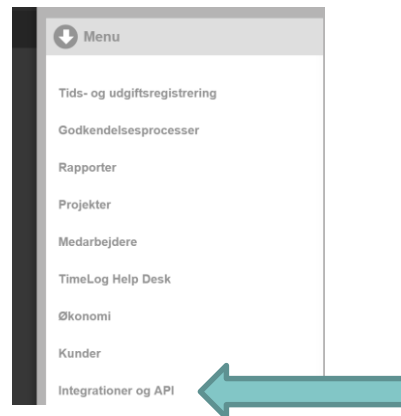 Menu
Tids- og udgiftsregistrering
Godkendelsesprocesser
Rapporter
Projekter
Medarbejdere
TimeLog Help Desk
Økonomi
Kunder
Integrationer og API